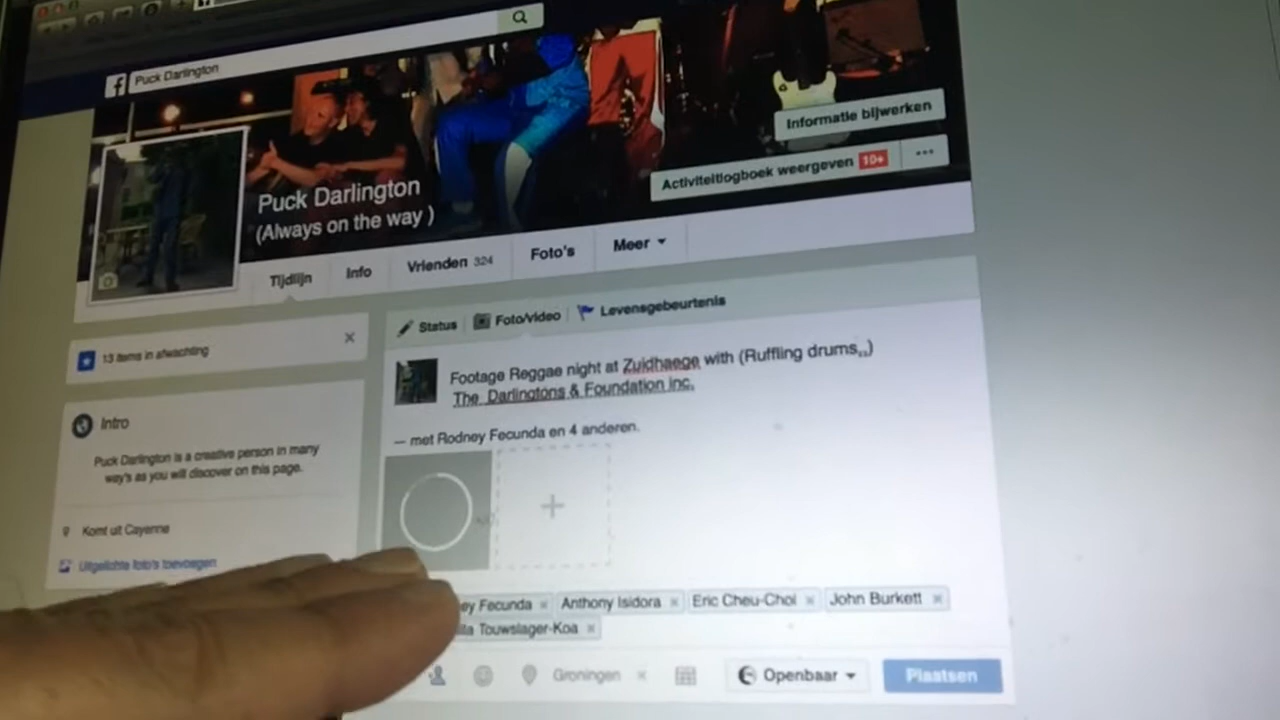 f Puck Darlington
Informatie bijwerken
Activiteitlogboek weergeven 10+ •••
Puck Darlington
(Always on the way )
Tijdlijn Info Vrienden 324 Foto's Meer
13 items in afwachting ×
Status Foto/video Levensgebeurtenis
Footage Reggae night at Zuidhaege with (Ruffling drums,,)
The Darlingtons & Foundation inc.
— met Rodney Fecunda en 4 anderen.
Intro
Puck Darlington is a creative person in many
way's as you will discover on this page.
Komt uit Cayenne
Uitgelichte foto's toevoegen
+
ey Fecunda × Anthony Isidora × Eric Cheu-Choi × John Burkett ×
lla Touwslager-Koa ×
Groningen × Openbaar Plaatsen